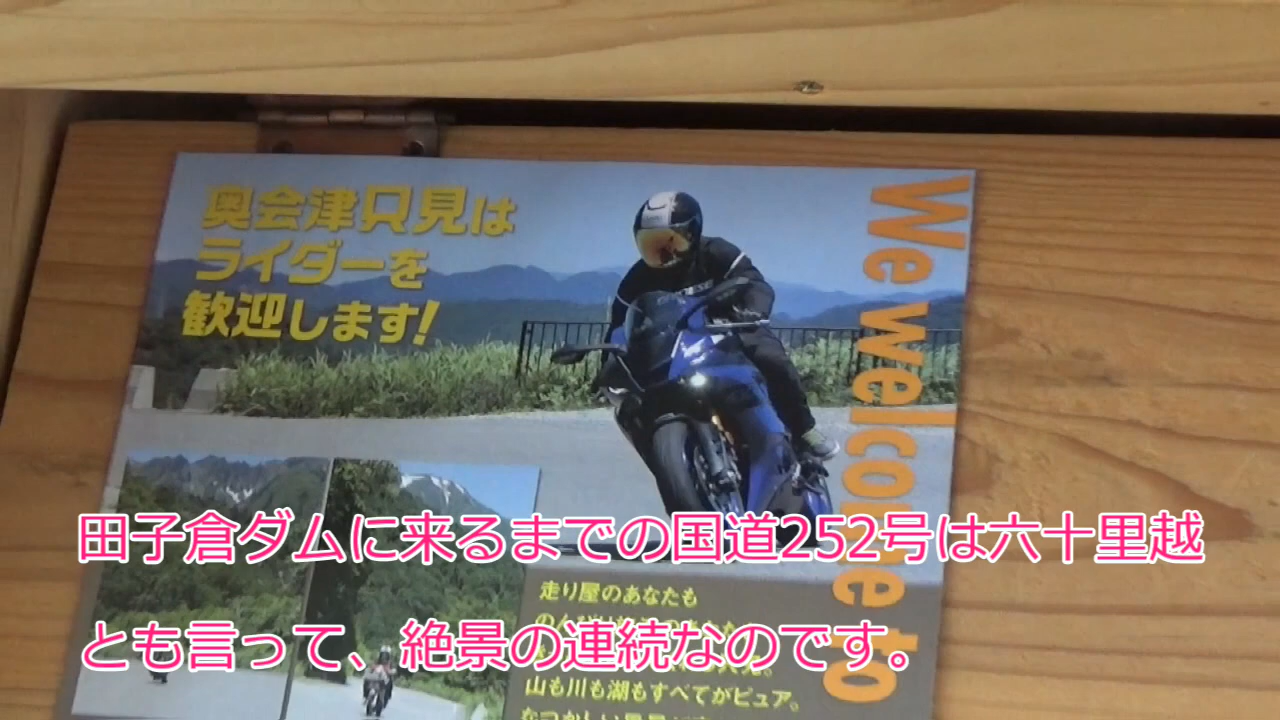 奥会津只見は
ライダーを
歓迎します!
We welcome to
田子倉ダムに来るまでの国道252号は六十里越
とも言って、絶景の連続なのです。
走り屋のあなたも
山も川も湖もすべてがピュア。